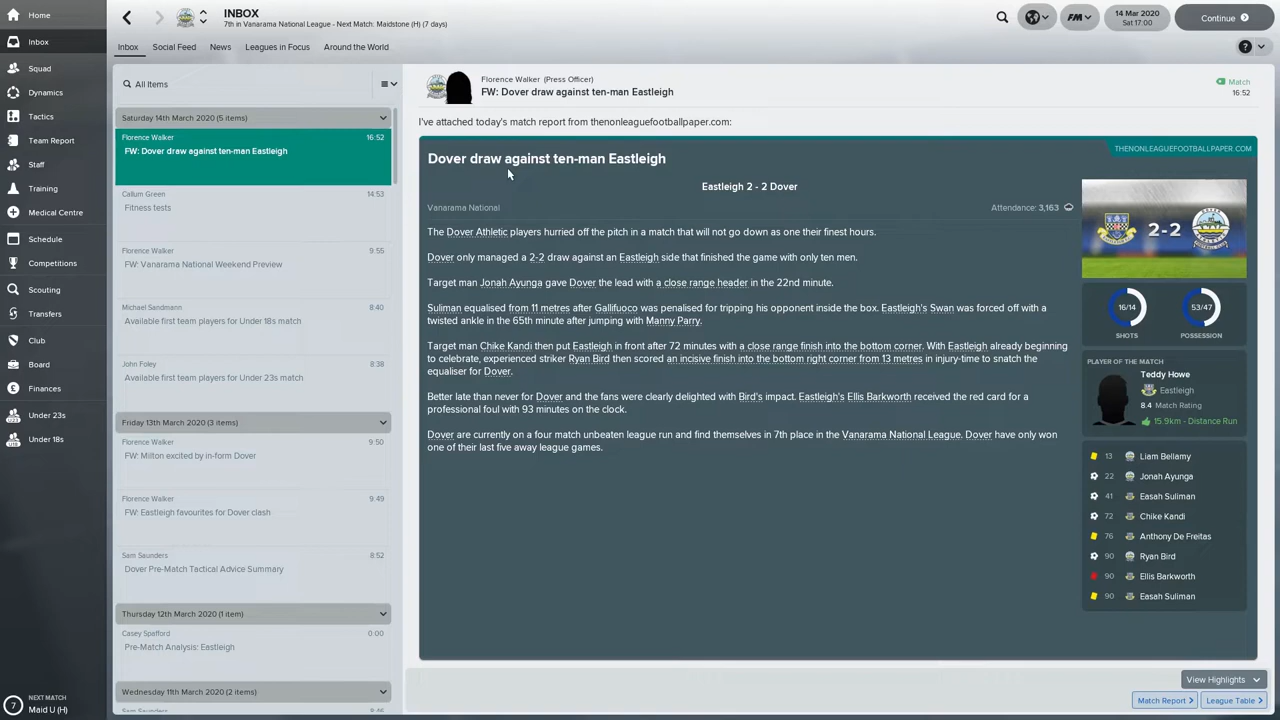 Home
INBOX
7th in Vanarama National League - Next Match: Maidstone (H) (7 days)
FM
14 Mar 2020
Sat 17:00
Continue
Inbox
Squad
Dynamics
Tactics
Team Report
Staff
Training
Medical Centre
Schedule
Competitions
Scouting
Transfers
Club
Board
Finances
Under 23s
Under 18s
NEXT MATCH
7
Maid U (H)
Inbox
Social Feed
News
Leagues in Focus
Around the World
?
All Items
Saturday 14th March 2020 (5 items)
Florence Walker 16:52
FW: Dover draw against ten-man Eastleigh
Callum Green 14:53
Fitness tests
Florence Walker 9:55
FW: Vanarama National Weekend Preview
Michael Sandmann 8:40
Available first team players for Under 18s match
John Foley 8:38
Available first team players for Under 23s match
Friday 13th March 2020 (3 items)
Florence Walker 9:50
FW: Milton excited by in-form Dover
Florence Walker 9:49
FW: Eastleigh favourites for Dover clash
Sam Saunders 8:52
Dover Pre-Match Tactical Advice Summary
Thursday 12th March 2020 (1 item)
Casey Spafford 0:00
Pre-Match Analysis: Eastleigh
Wednesday 11th March 2020 (2 items)
Florence Walker (Press Officer)
FW: Dover draw against ten-man Eastleigh
Match
16:52
I've attached today's match report from thenonleaguefootballpaper.com:
THENONLEAGUEFOOTBALLPAPER.COM
Dover draw against ten-man Eastleigh
Eastleigh 2 - 2 Dover
Vanarama National
Attendance: 3,163
The Dover Athletic players hurried off the pitch in a match that will not go down as one their finest hours.
Dover only managed a 2-2 draw against an Eastleigh side that finished the game with only ten men.
Target man Jonah Ayunga gave Dover the lead with a close range header in the 22nd minute.
Suliman equalised from 11 metres after Gallifuoco was penalised for tripping his opponent inside the box. Eastleigh's Swan was forced off with a
twisted ankle in the 65th minute after jumping with Manny Parry.
Target man Chike Kandi then put Eastleigh in front after 72 minutes with a close range finish into the bottom corner. With Eastleigh already beginning
to celebrate, experienced striker Ryan Bird then scored an incisive finish into the bottom right corner from 13 metres in injury-time to snatch the
equaliser for Dover.
Better late than never for Dover and the fans were clearly delighted with Bird's impact. Eastleigh's Ellis Barkworth received the red card for a
professional foul with 93 minutes on the clock.
Dover are currently on a four match unbeaten league run and find themselves in 7th place in the Vanarama National League. Dover have only won
one of their last five away league games.
2-2
16/14
SHOTS
53/47
POSSESSION
PLAYER OF THE MATCH
Teddy Howe
Eastleigh
8.4 Match Rating
15.9km - Distance Run
13 Liam Bellamy
22 Jonah Ayunga
41 Easah Suliman
72 Chike Kandi
76 Anthony De Freitas
90 Ryan Bird
90 Ellis Barkworth
90 Easah Suliman
View Highlights
Match Report
League Table